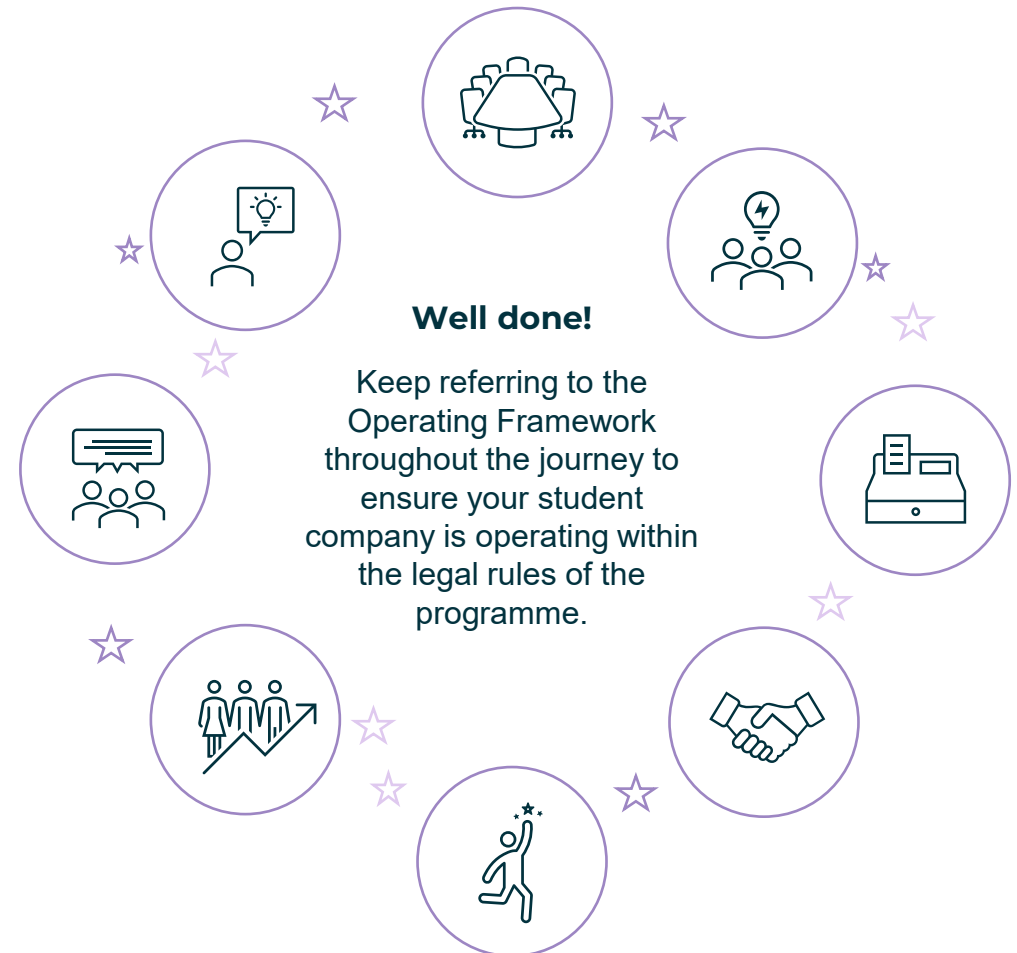 Well done!
Keep referring to the
Operating Framework
throughout the journey to
ensure your student
company is operating within
the legal rules of the
programme.